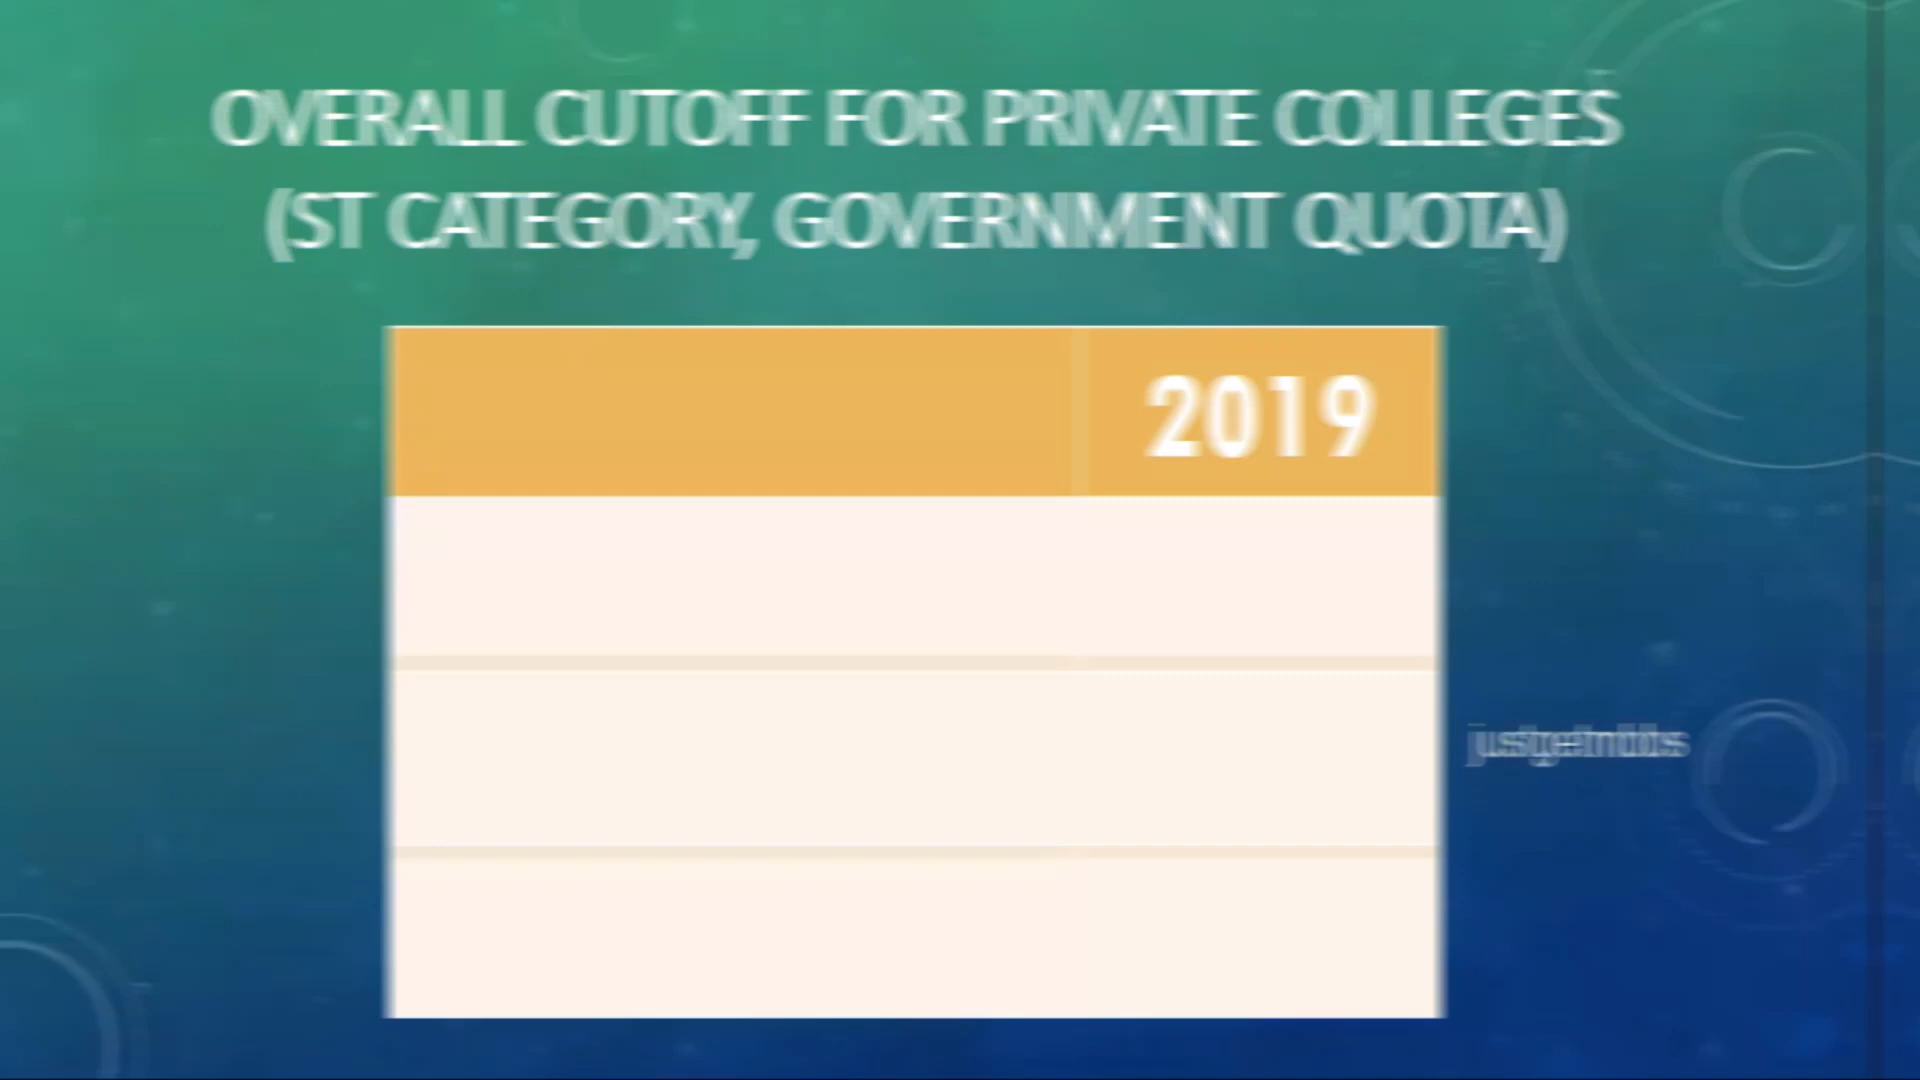 OVERALL CUTOFF FOR PRIVATE COLLEGES
(ST CATEGORY, GOVERNMENT QUOTA)
2019